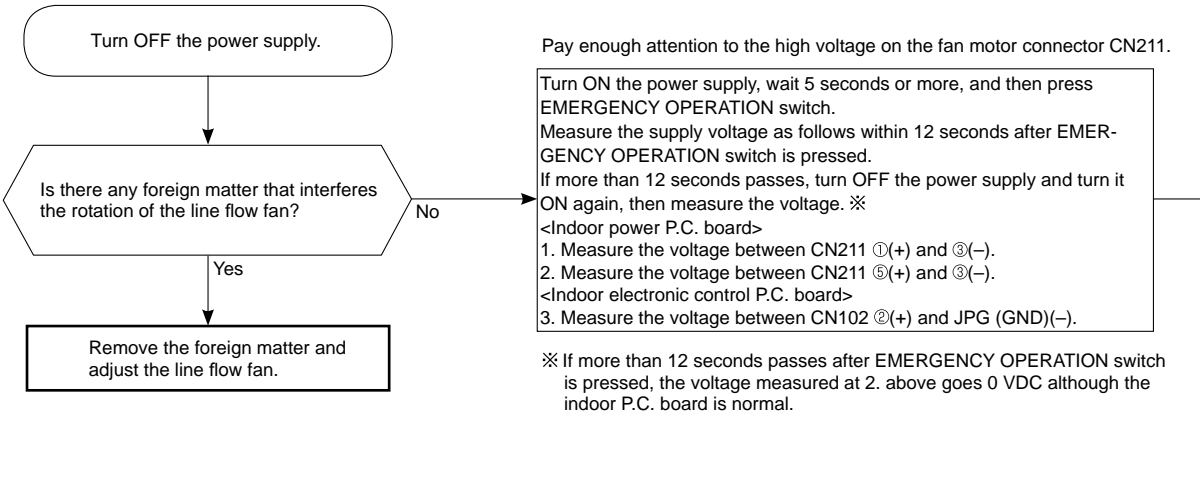 Turn OFF the power supply.
Is there any foreign matter that interferes
the rotation of the line flow fan?
No
Yes
Remove the foreign matter and
adjust the line flow fan.
Pay enough attention to the high voltage on the fan motor connector CN211.
Turn ON the power supply, wait 5 seconds or more, and then press
EMERGENCY OPERATION switch.
Measure the supply voltage as follows within 12 seconds after EMER-
GENCY OPERATION switch is pressed.
If more than 12 seconds passes, turn OFF the power supply and turn it
ON again, then measure the voltage. ※
<Indoor power P.C. board>
1. Measure the voltage between CN211 ①(+) and ③(–).
2. Measure the voltage between CN211 ⑤(+) and ③(–).
<Indoor electronic control P.C. board>
3. Measure the voltage between CN102 ②(+) and JPG (GND)(–).
※ If more than 12 seconds passes after EMERGENCY OPERATION switch
is pressed, the voltage measured at 2. above goes 0 VDC although the
indoor P.C. board is normal.